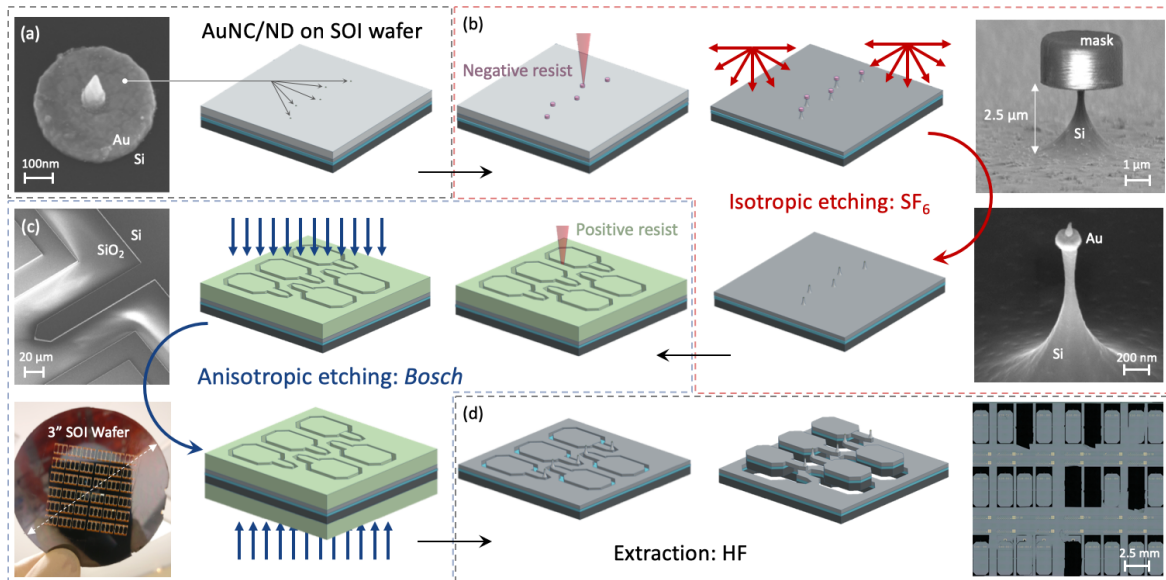 (a)
AuNC/ND on SOI wafer
Au
Si
100nm
(b)
Negative resist
mask
2.5 µm
Si
1 µm
Isotropic etching: SF₆
Au
Si
200 nm
(c)
Si
SiO₂
20 µm
Positive resist
Anisotropic etching: Bosch
3” SOI Wafer
(d)
Extraction: HF
2.5 mm